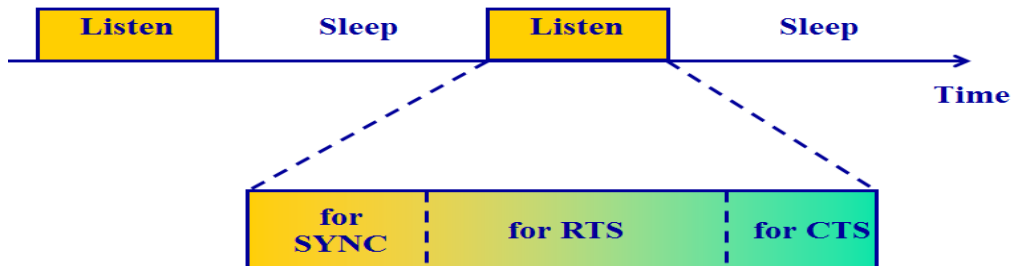 Listen Sleep Listen Sleep
Time
for
SYNC
for RTS
for CTS